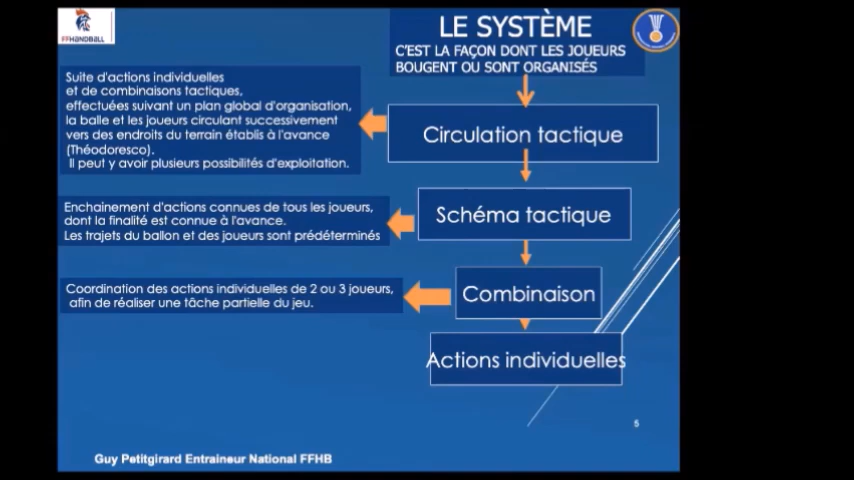 FFHANDBALL
LE SYSTÈME
C'EST LA FAÇON DONT LES JOUEURS
BOUGENT OU SONT ORGANISÉS
Suite d'actions individuelles
et de combinaisons tactiques,
effectuées suivant un plan global d'organisation,
la balle et les joueurs circulant successivement
vers des endroits du terrain établis à l'avance
(Théodoresco).
Il peut y avoir plusieurs possibilités d'exploitation.
Circulation tactique
Enchainement d'actions connues de tous les joueurs,
dont la finalité est connue à l'avance.
Les trajets du ballon et des joueurs sont prédéterminés
Schéma tactique
Coordination des actions individuelles de 2 ou 3 joueurs,
afin de réaliser une tâche partielle du jeu.
Combinaison
Actions individuelles
5
Guy Petitgirard Entraineur National FFHB